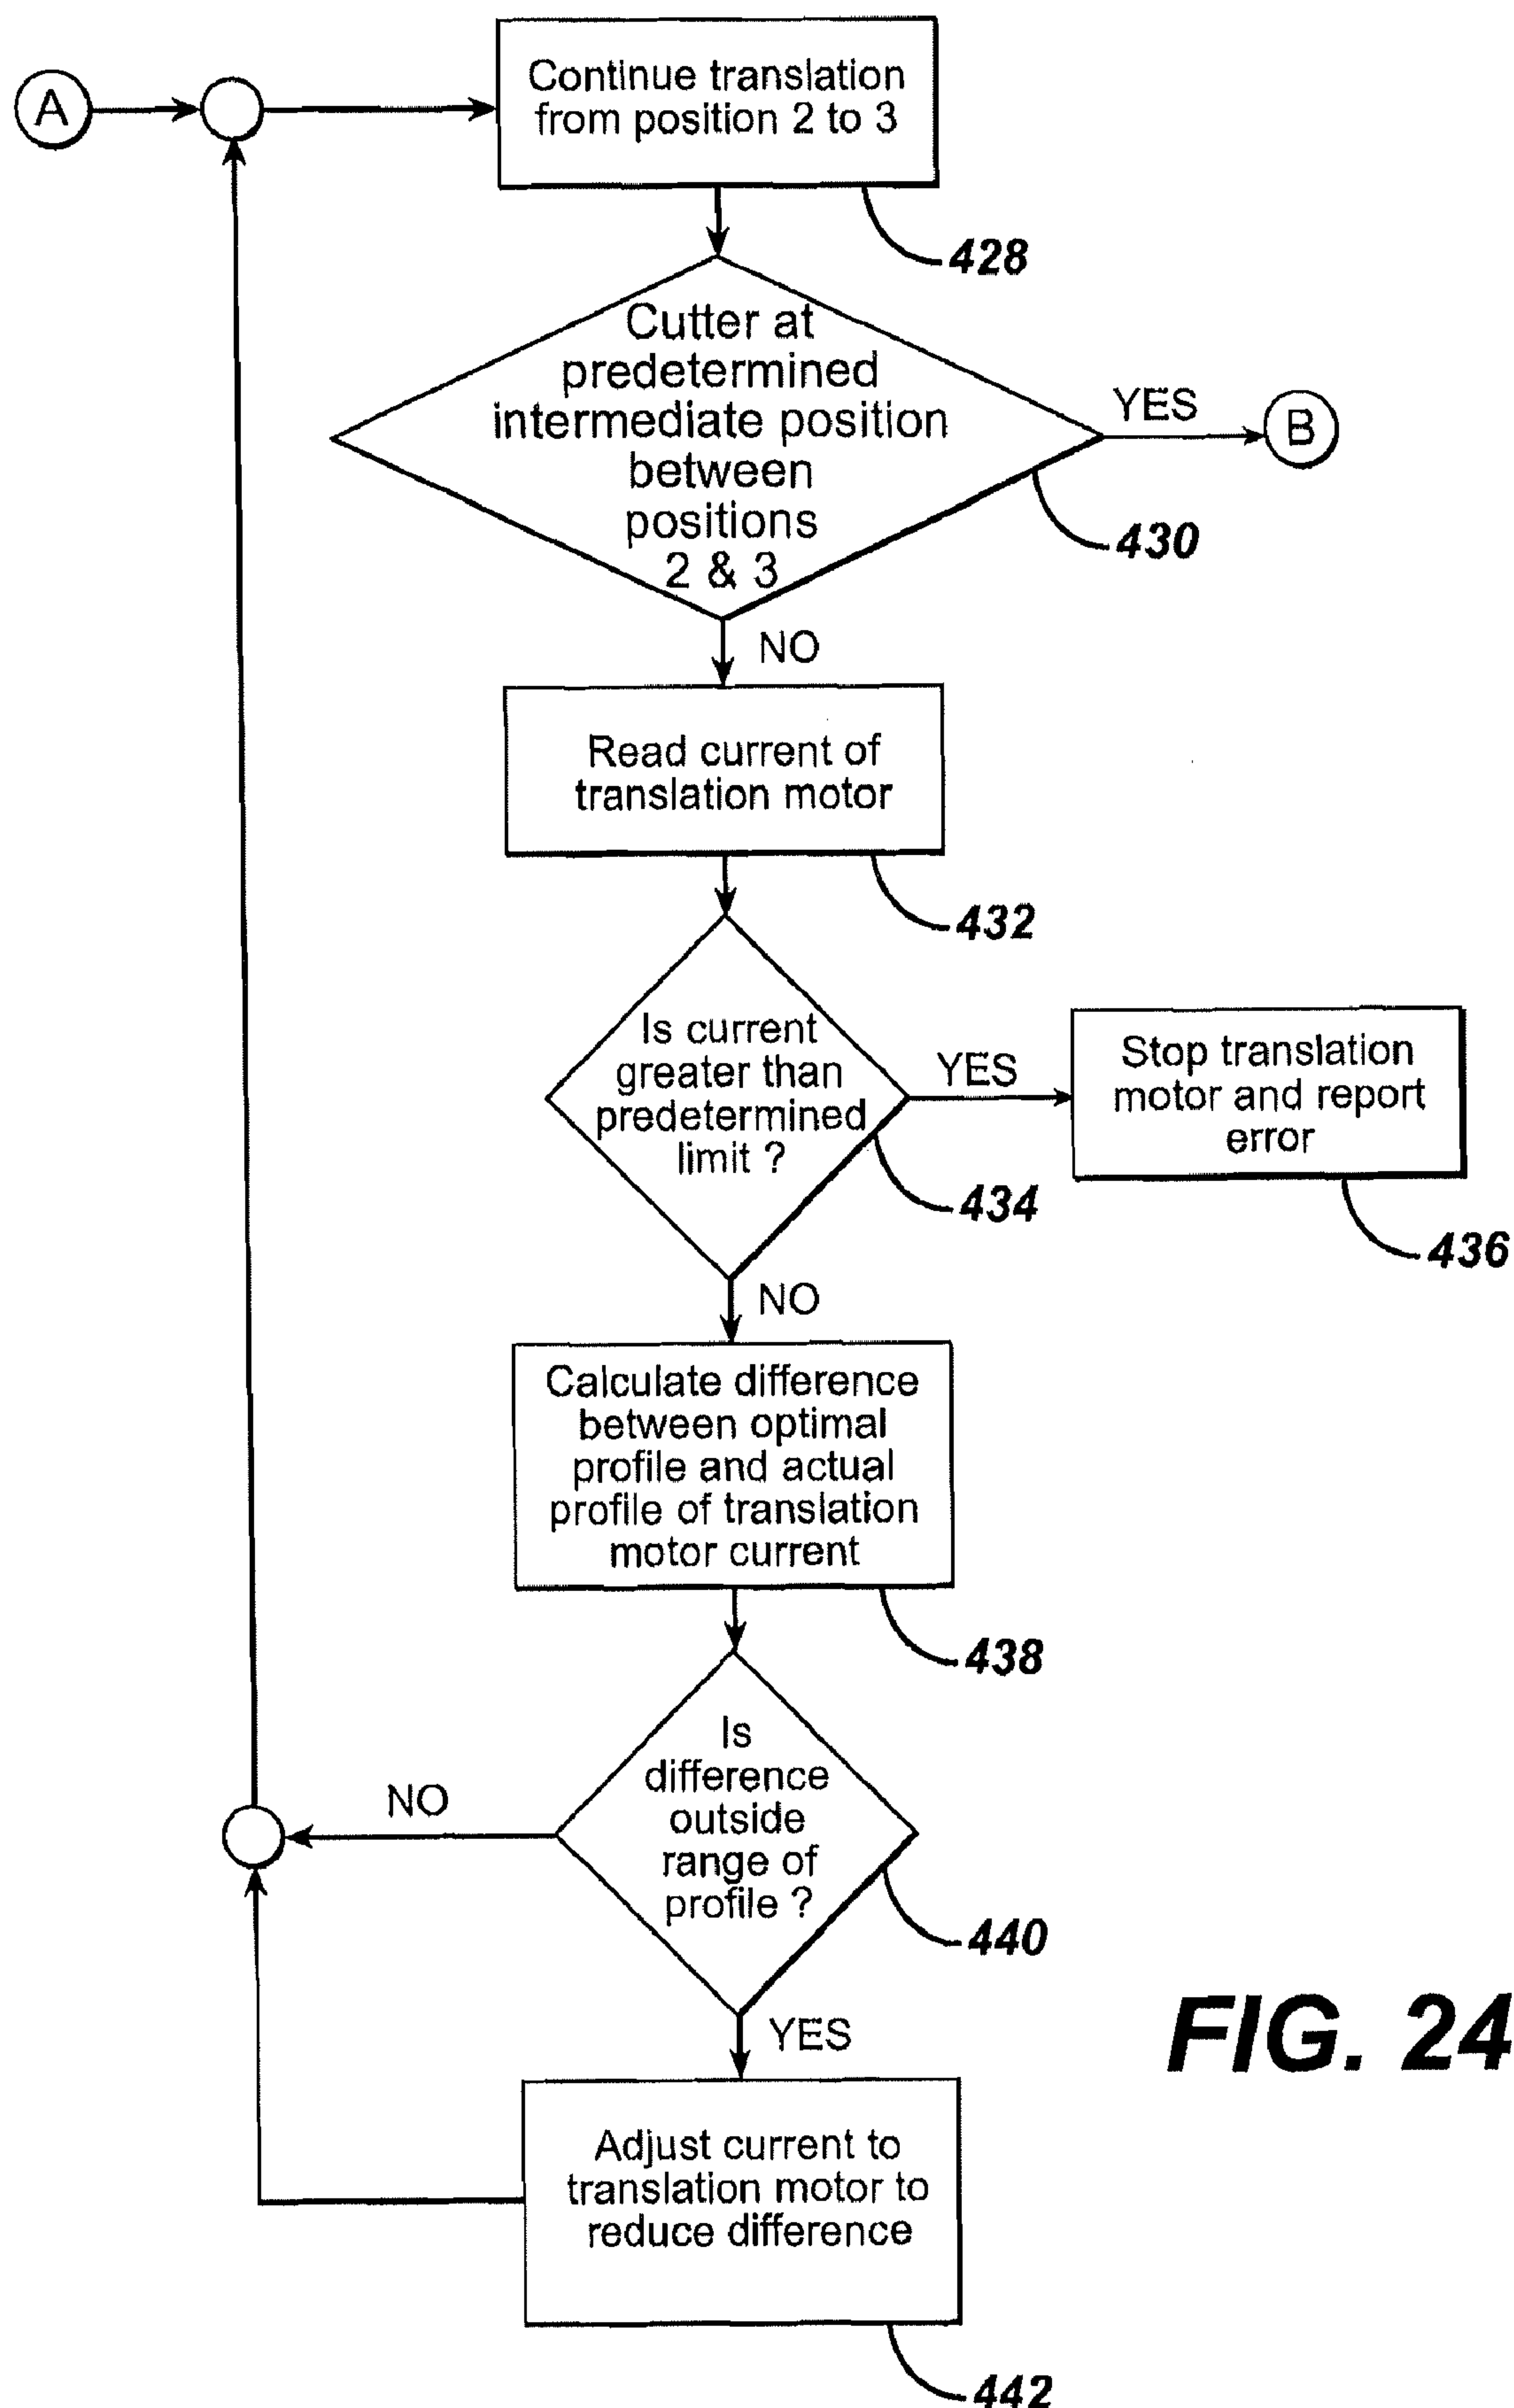 A
Continue translation
from position 2 to 3
428
Cutter at
predetermined
intermediate position
between
positions
2 & 3
YES
B
430
NO
Read current of
translation motor
432
Is current
greater than
predetermined
limit ?
YES
Stop translation
motor and report
error
434
436
NO
Calculate difference
between optimal
profile and actual
profile of translation
motor current
438
Is
difference
outside
range of
profile ?
NO
440
YES
FIG. 24
Adjust current to
translation motor to
reduce difference
442